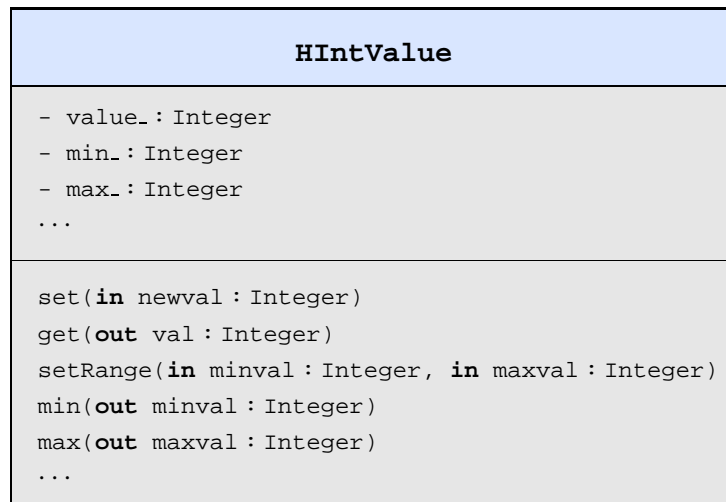 HIntValue
- value_ : Integer
- min_ : Integer
- max_ : Integer
...
set(in newval : Integer)
get(out val : Integer)
setRange(in minval : Integer, in maxval : Integer)
min(out minval : Integer)
max(out maxval : Integer)
...